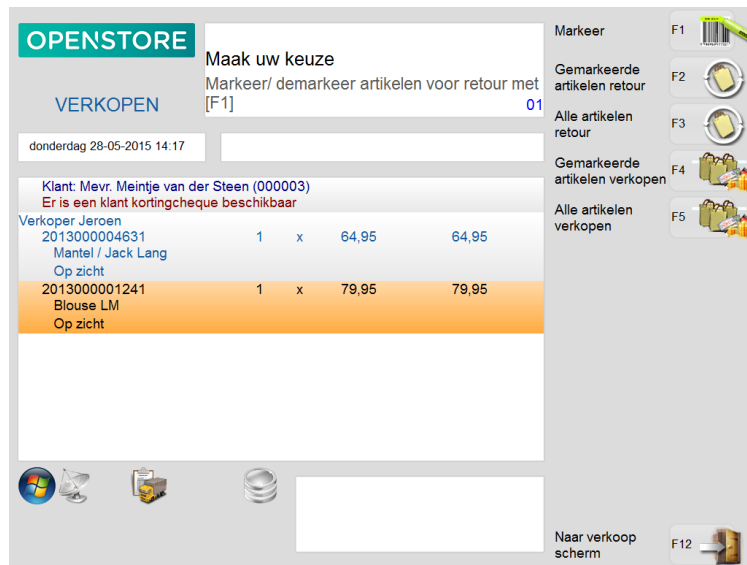 OPENSTORE
VERKOPEN
Maak uw keuze
Markeer/ demarkeer artikelen voor retour met
[F1]
01
donderdag 28-05-2015 14:17
Klant: Mevr. Meintje van der Steen (000003)
Er is een klant kortingcheque beschikbaar
Verkoper Jeroen
2013000004631 1 x 64,95 64,95
Mantel / Jack Lang
Op zicht
2013000001241 1 x 79,95 79,95
Blouse LM
Op zicht
Markeer F1
Gemarkeerde
artikelen retour F2
Alle artikelen
retour F3
Gemarkeerde
artikelen verkopen F4
Alle artikelen
verkopen F5
Naar verkoop
scherm F12